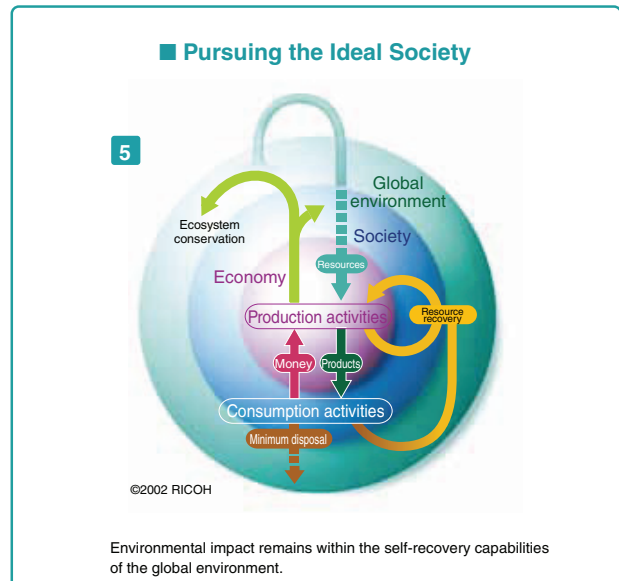 ■ Pursuing the Ideal Society
5
Global
environment
Ecosystem
conservation
Society
Resources
Economy
Production activities
Resource
recovery
Money
Products
Consumption activities
Minimum disposal
©2002 RICOH
Environmental impact remains within the self-recovery capabilities
of the global environment.